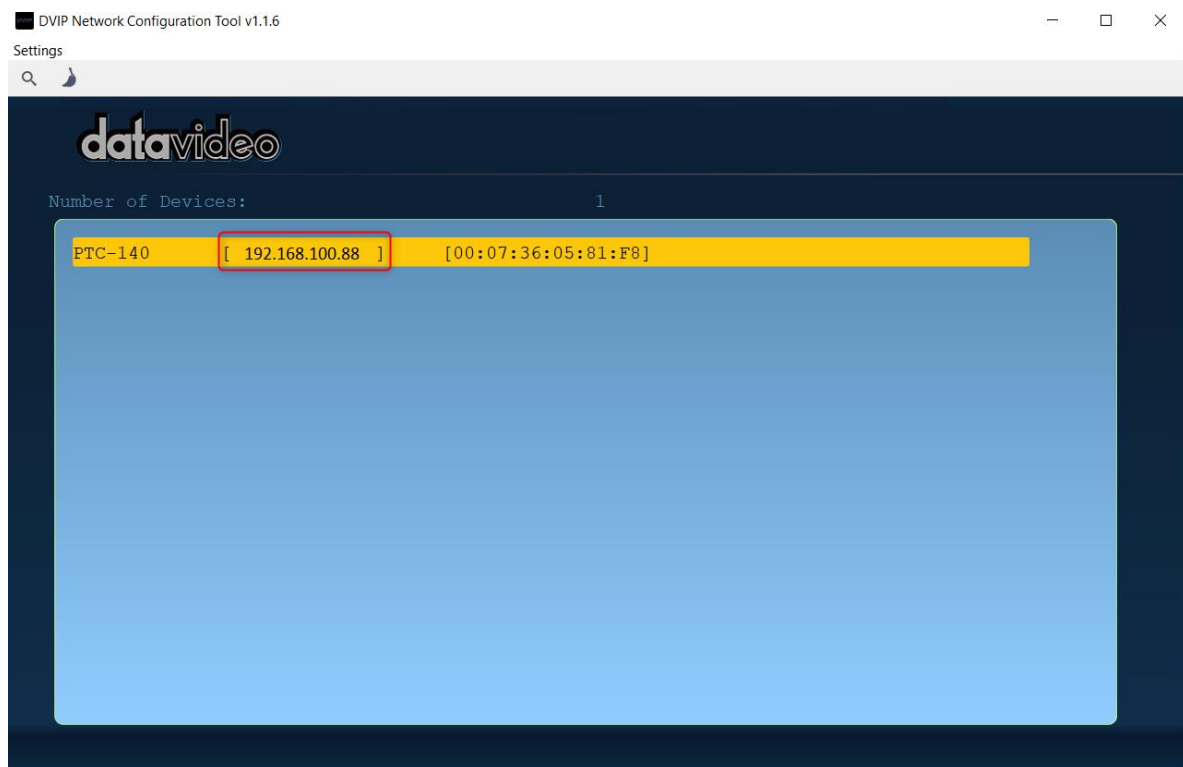 DVIP Network Configuration Tool v1.1.6
Settings
datavideo
Number of Devices: 1
PTC-140 [ 192.168.100.88 ] [00:07:36:05:81:F8]